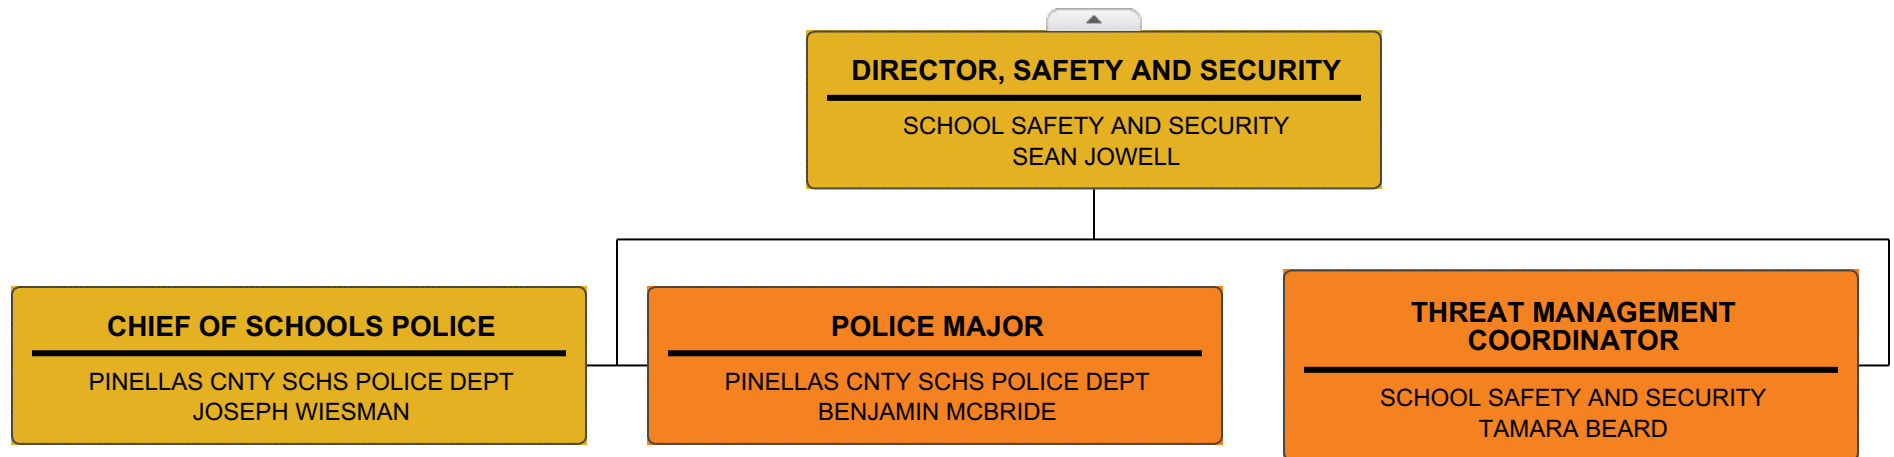 DIRECTOR, SAFETY AND SECURITY
SCHOOL SAFETY AND SECURITY
SEAN JOWELL
CHIEF OF SCHOOLS POLICE
PINELLAS CNTY SCHS POLICE DEPT
JOSEPH WIESMAN
POLICE MAJOR
PINELLAS CNTY SCHS POLICE DEPT
BENJAMIN MCBRIDE
THREAT MANAGEMENT
COORDINATOR
SCHOOL SAFETY AND SECURITY
TAMARA BEARD